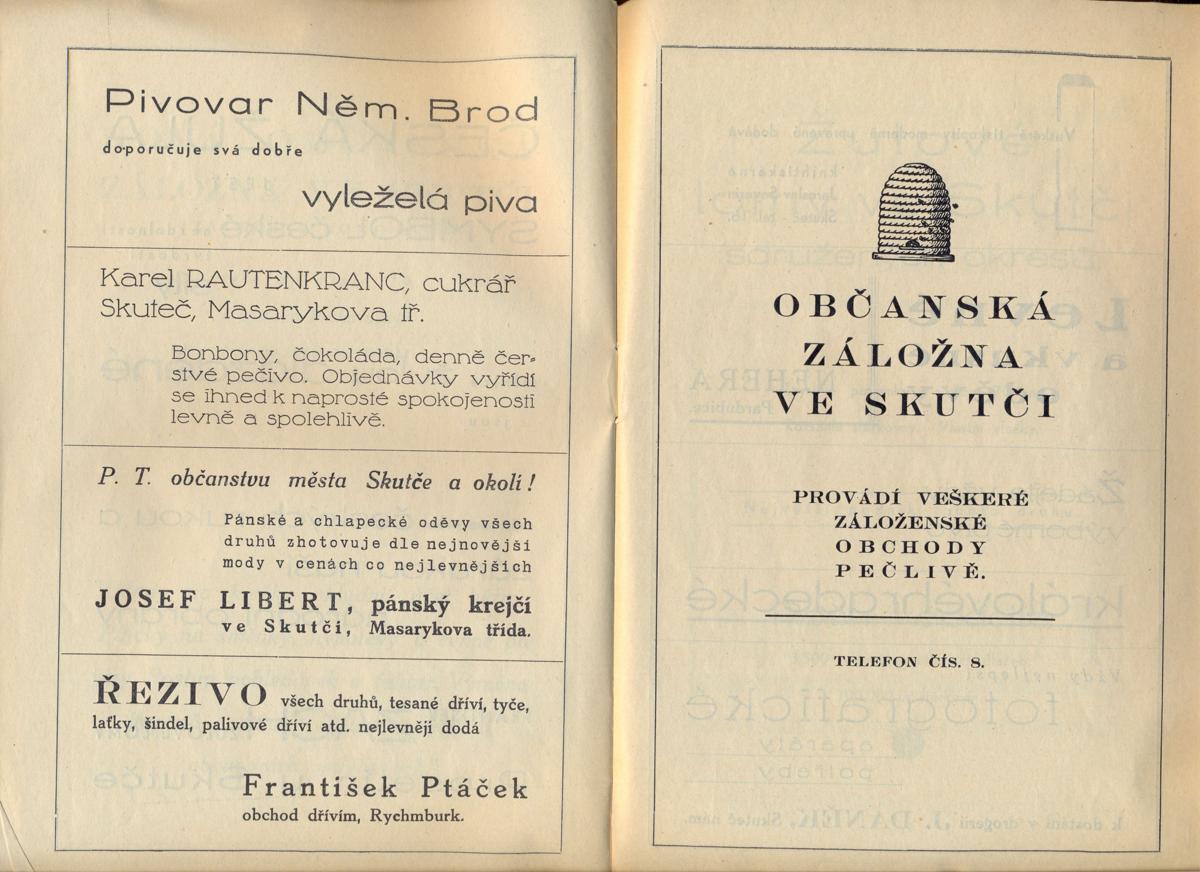 Pivovar Něm. Brod
doporučuje svá dobře
vyleželá piva
Karel RAUTENKRANC, cukrář
Skuteč, Masarykova tř.
Bonbony, čokoláda, denně čer-
stvé pečivo. Objednávky vyřídí
se ihned k naprosté spokojenosti
levně a spolehlivě.
P. T. občanstvu města Skutče a okolí!
Pánské a chlapecké oděvy všech
druhů zhotovuje dle nejnovější
mody v cenách co nejlevnějších
JOSEF LIBERT, pánský krejčí
ve Skutči, Masarykova třída.
ŘEZIVO všech druhů, tesané dříví, tyče,
laťky, šindel, palivové dříví atd. nejlevněji dodá
František Ptáček
obchod dřívím, Rychmburk.
OBČANSKÁ
ZÁLOŽNA
VE SKUTČI
PROVÁDÍ VEŠKERÉ
ZÁLOŽENSKÉ
OBCHODY
PEČLIVĚ.
TELEFON ČÍS. 8.